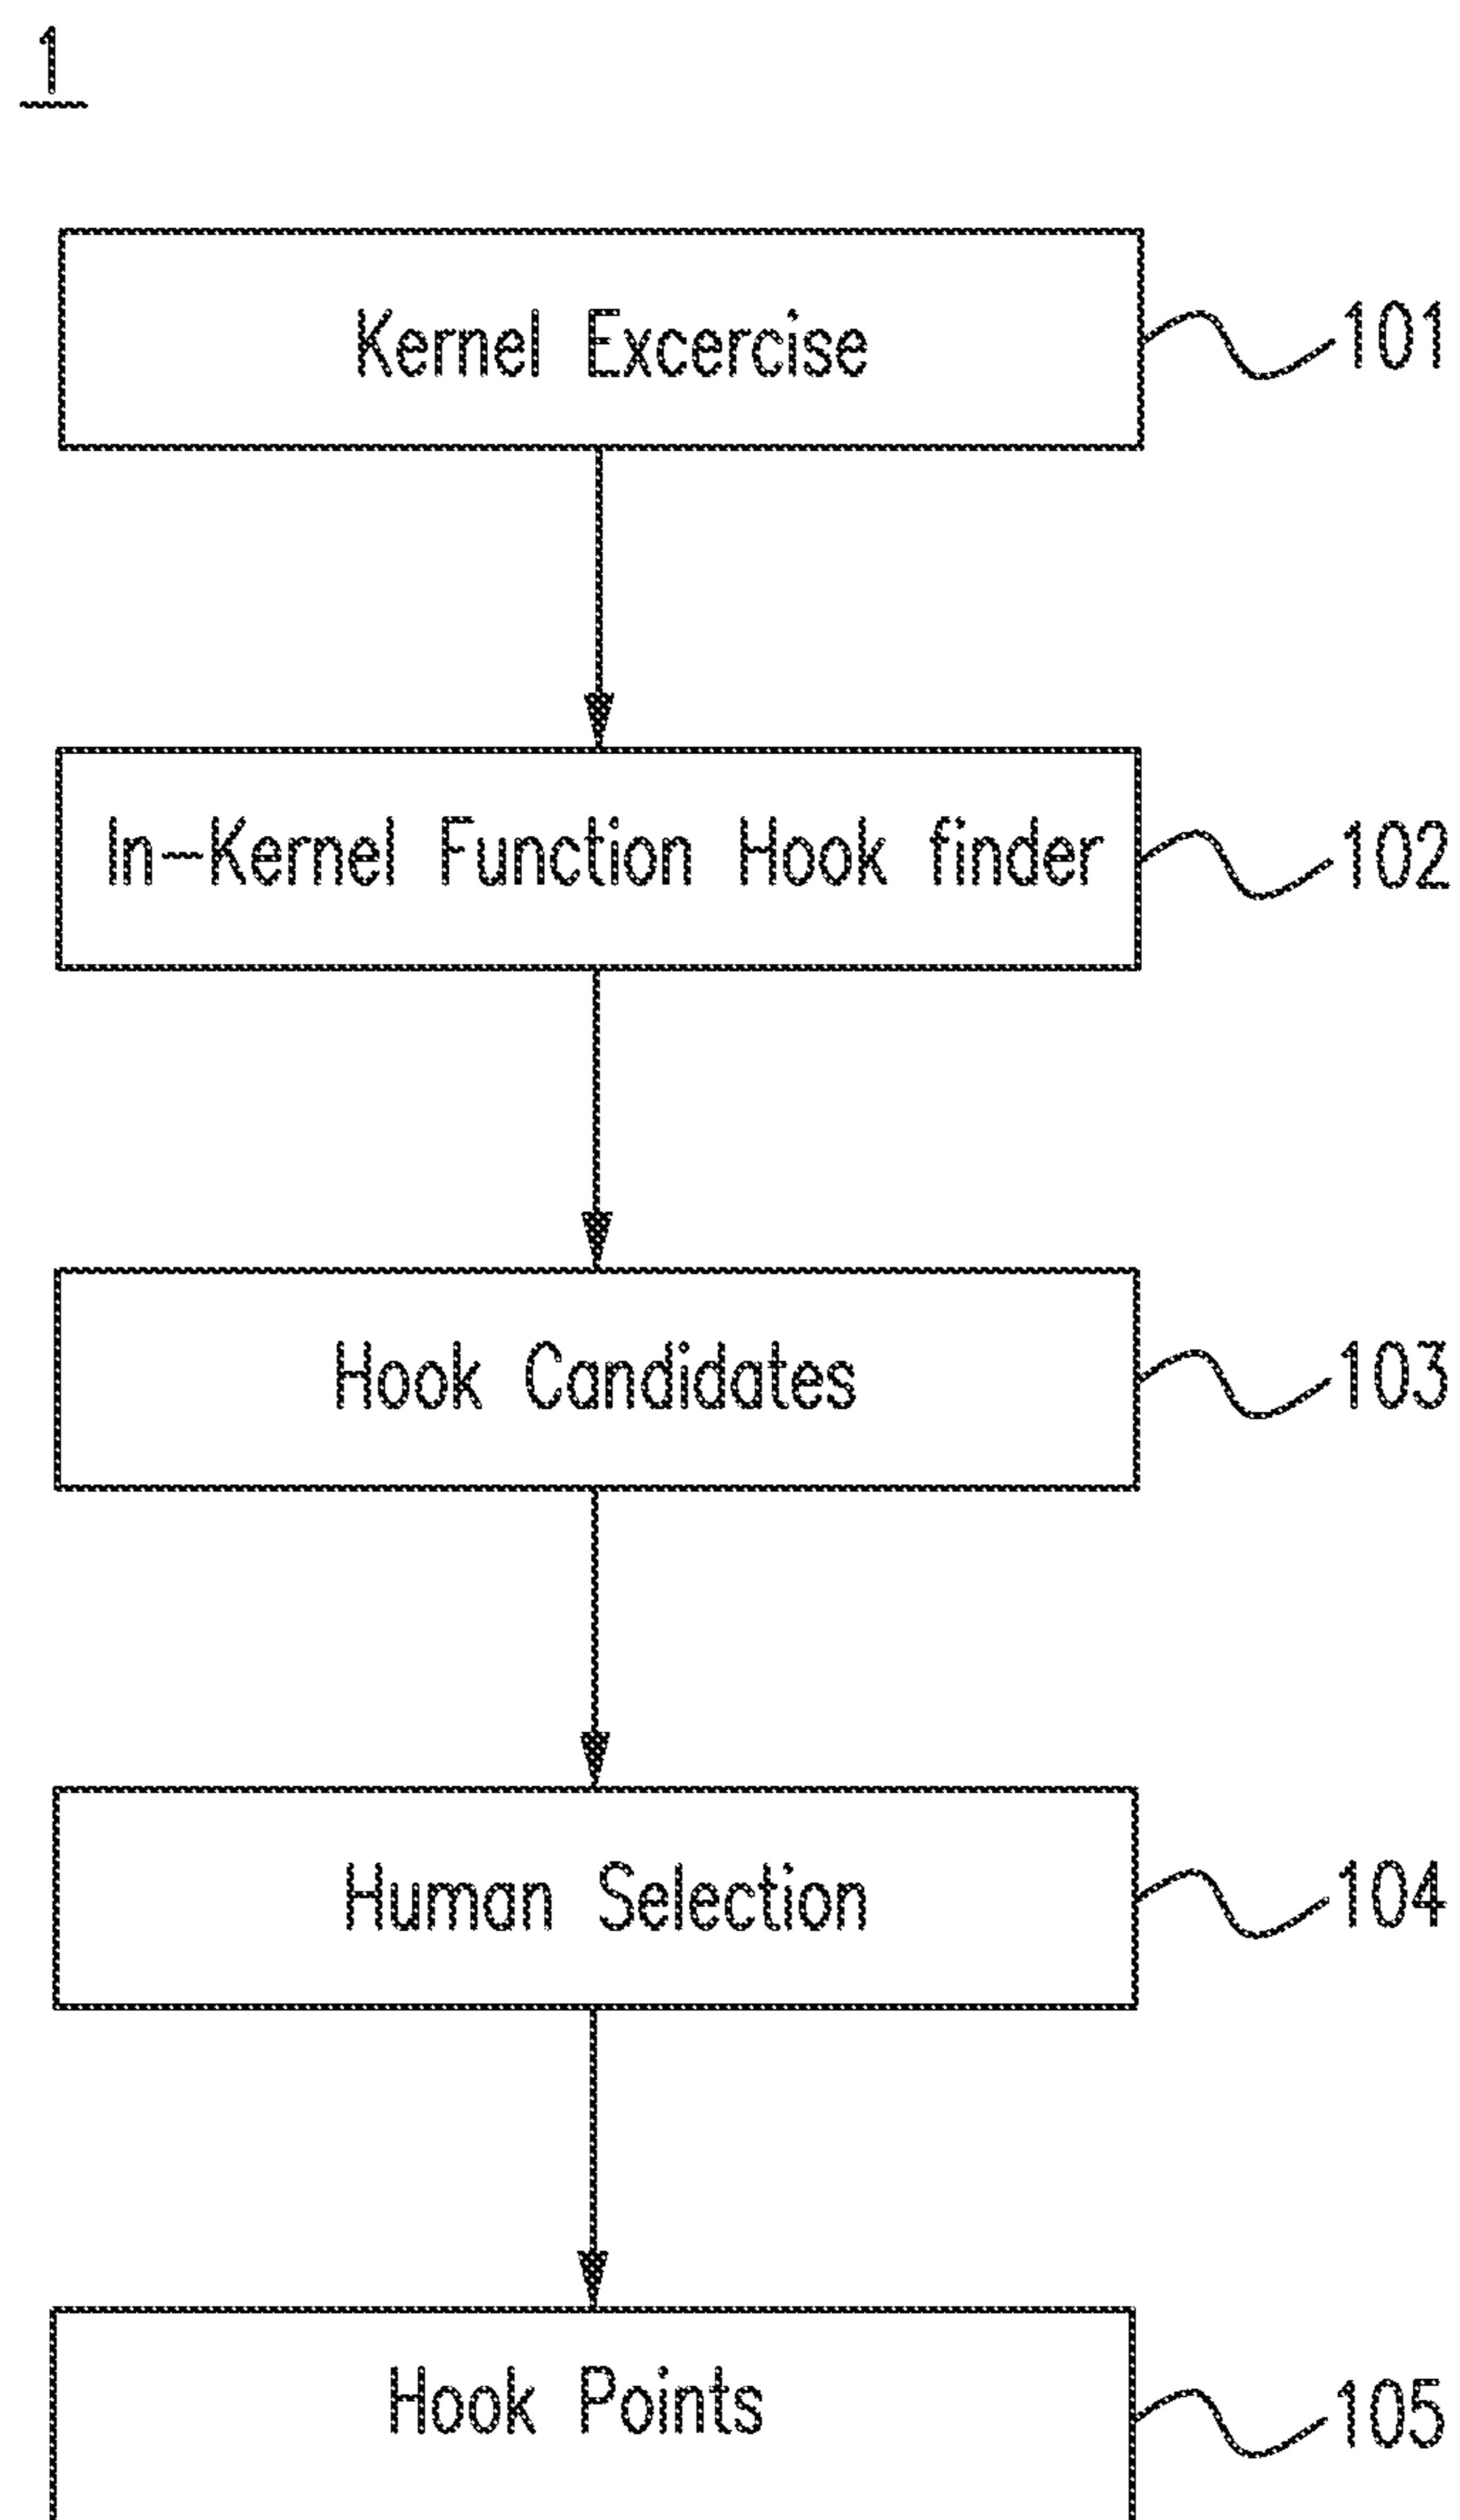 1
Kernel Excercise
101
In-Kernel Function Hook finder
102
Hook Candidates
103
Human Selection
104
Hook Points
105